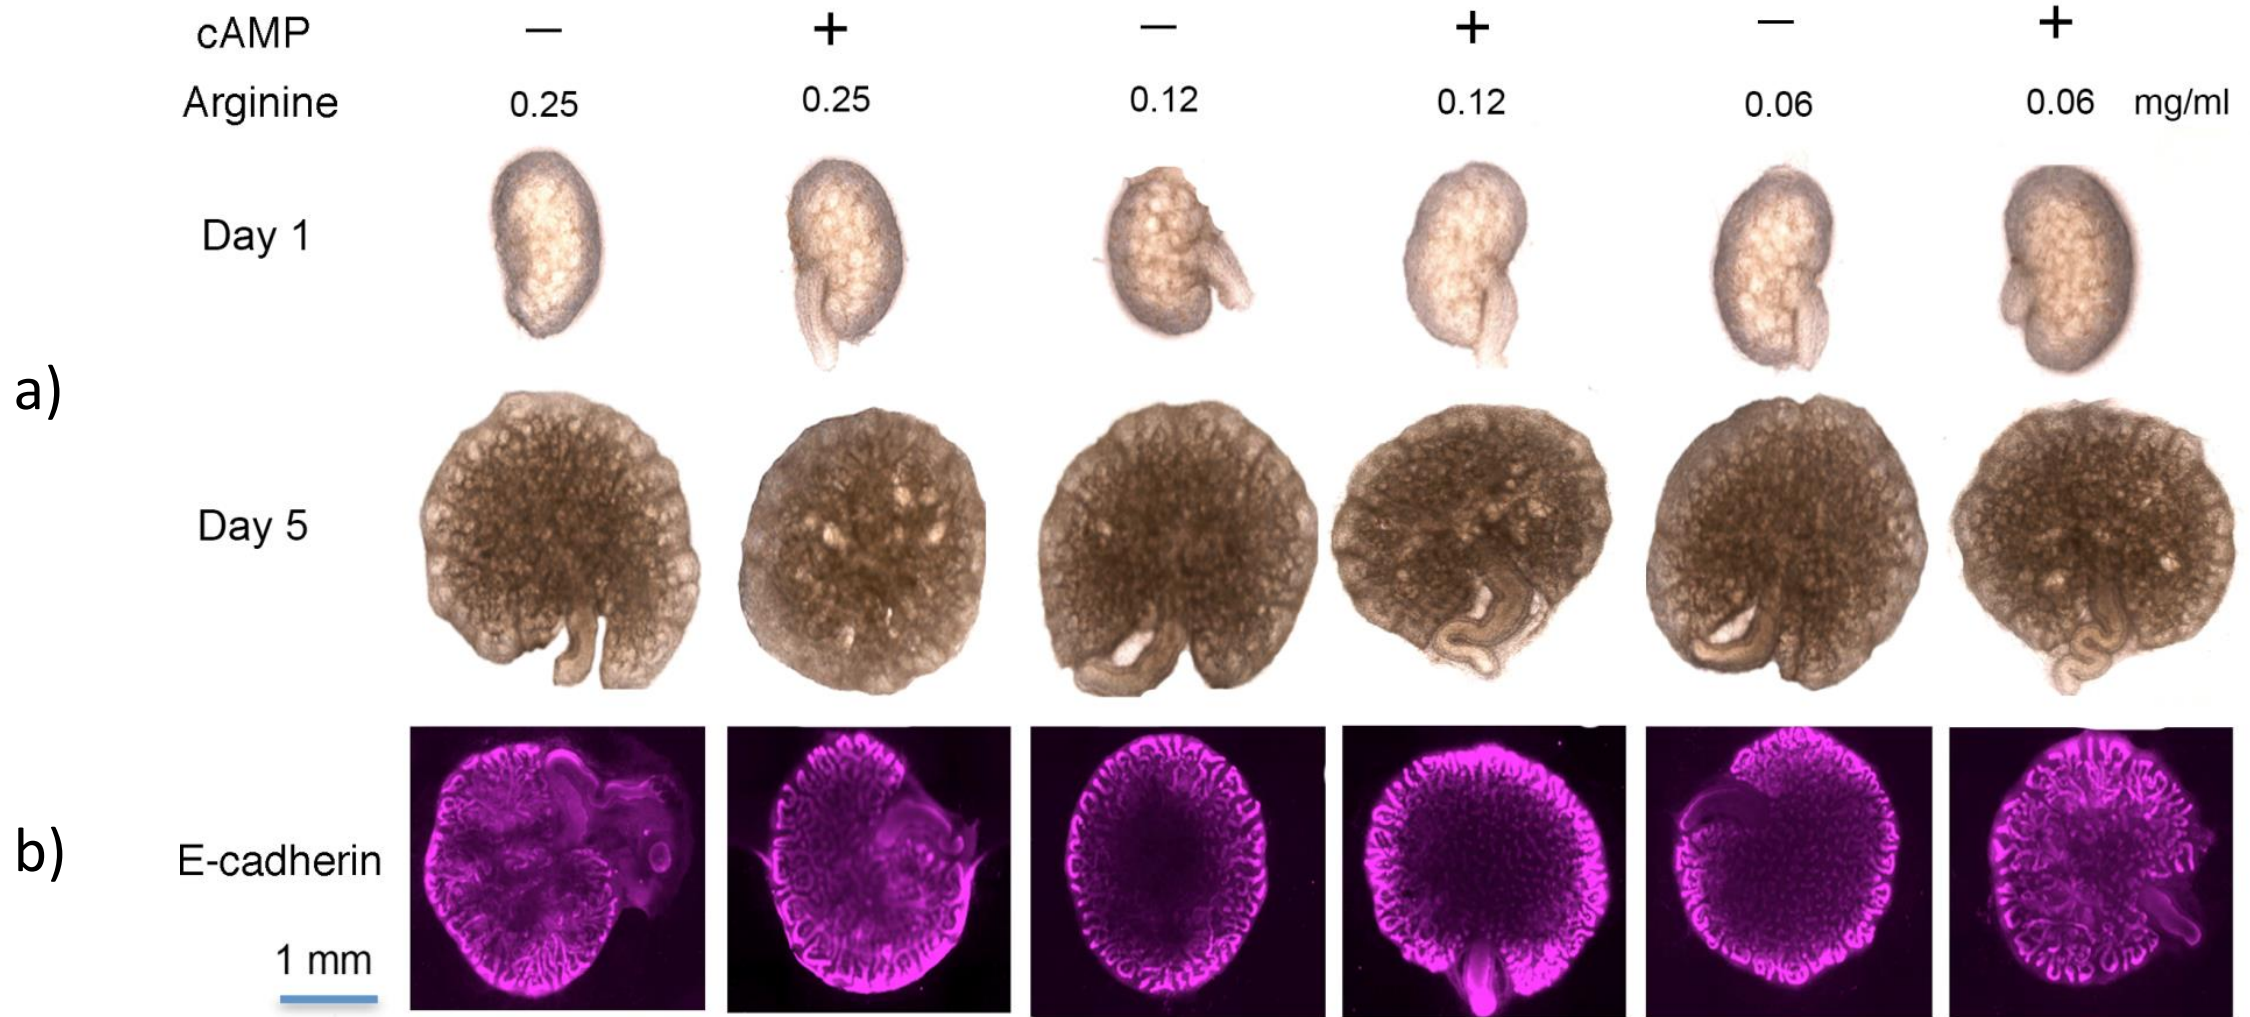 cAMP − + − + − +
Arginine 0.25 0.25 0.12 0.12 0.06 0.06 mg/ml
Day 1
a)
Day 5
b)
E-cadherin
1 mm